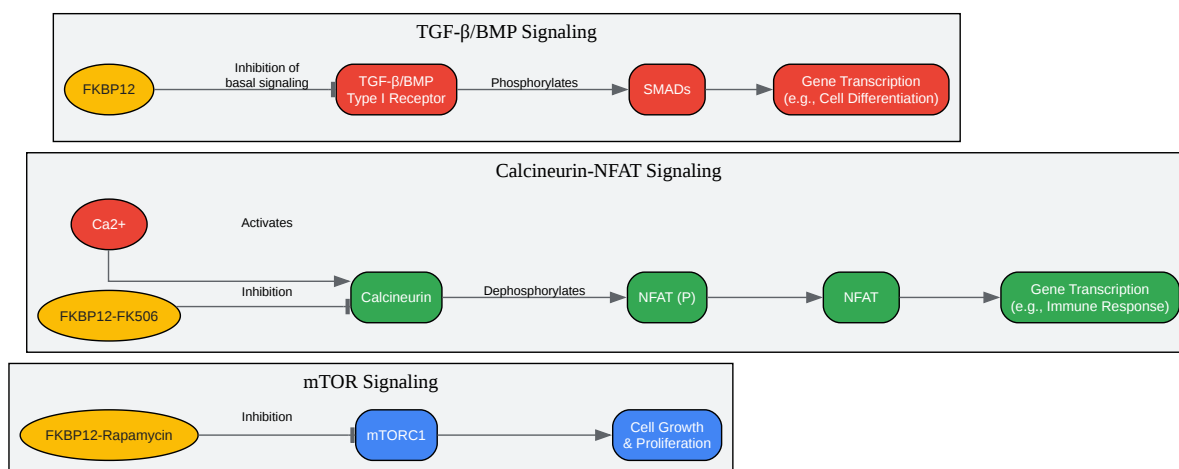 TGF-β/BMP Signaling
FKBP12
Inhibition of
basal signaling
TGF-β/BMP
Type I Receptor
Phosphorylates
SMADs
Gene Transcription
(e.g., Cell Differentiation)
Calcineurin-NFAT Signaling
Ca2+
Activates
FKBP12-FK506
Inhibition
Calcineurin
Dephosphorylates
NFAT (P)
NFAT
Gene Transcription
(e.g., Immune Response)
mTOR Signaling
FKBP12-Rapamycin
Inhibition
mTORC1
Cell Growth
& Proliferation